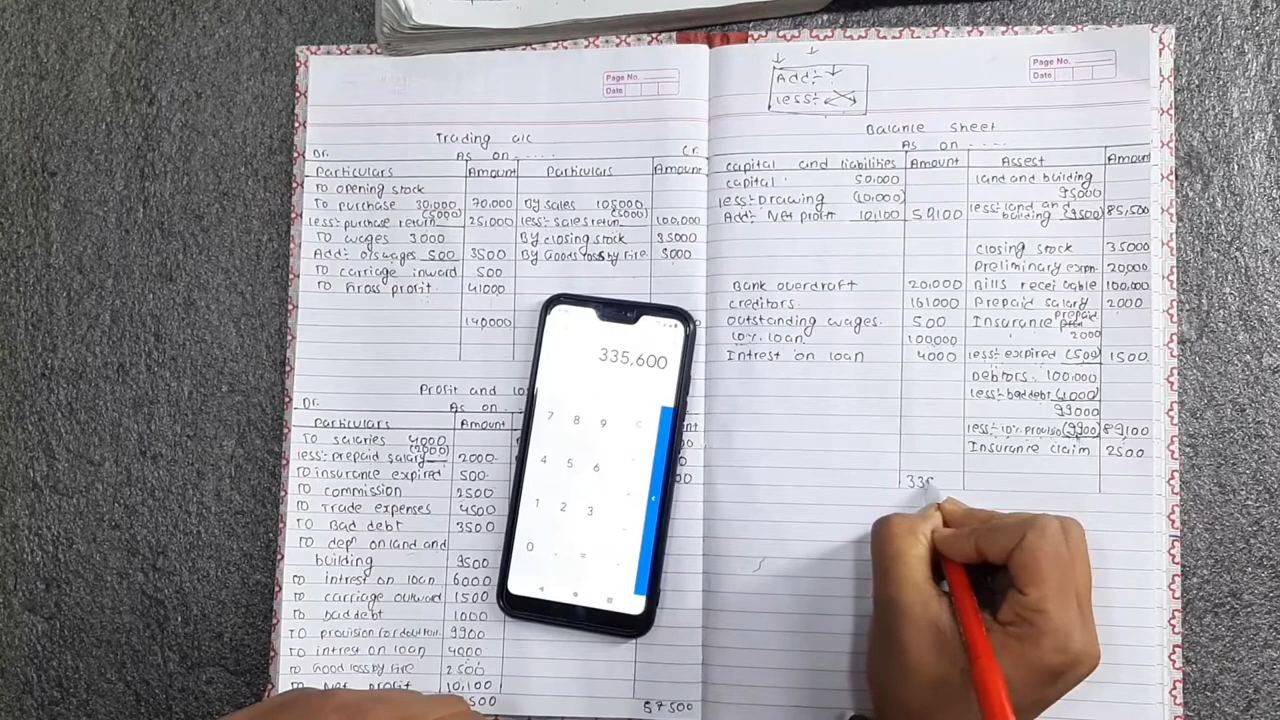 Page No.
Date
Trading a/c
Dr. As on ..... Cr.
Particulars Amount Particulars Amount
To opening stock
To purchase 30,000 70,000 By sales 105000
less:- purchase return (5000) 25,000 less:- sales return (5000) 100,000
To wages 3000 By closing stock 35000
Add:- o/s wages 500 3500 By Goods loss by fire. 5000
To carriage inward 500
To Gross profit. 41000
140000
Profit and
Dr. As on
Particulars Amount
To salaries 4000
less:- prepaid salary (2000) 2000
To insurance expired 500
To commission 2500
To Trade expenses 4500
To Bad debt 3500
To dep. on land and
building 9500
To intrest on loan 6000
To carriage outword 1500
To bad debt 1000
To provision for doubtful 9900
To intrest on loan 4000
To Good loss by fire 2500
To Net profit 10,100
500 57500
335,600
7 8 9 C
4 5 6
1 2 3
0 . =
Add:-
less:-
Page No.
Date
Balance sheet
As on .....
capital and liabilities Amount Assest Amount
capital 50,000 land and building
less:- Drawing (10,000) 95000
Add:- Net profit 10,100 50,100 less:- land and building (9500) 85,500
closing stock 35000
Preliminary expen- 20,000
Bank overdraft 20,000 Bills receicable 100,000
creditors. 161000 Prepaid salary 2000
outstanding wages. 500 Insurance prepaid
10% loan 100,000 2000
Intrest on loan 4000 less:- expired (500) 1500
Debtors. 100,000
less:- bad debt (1000)
99000
less:- 10% provisio (9900) 89,100
Insurance claim 2500
335